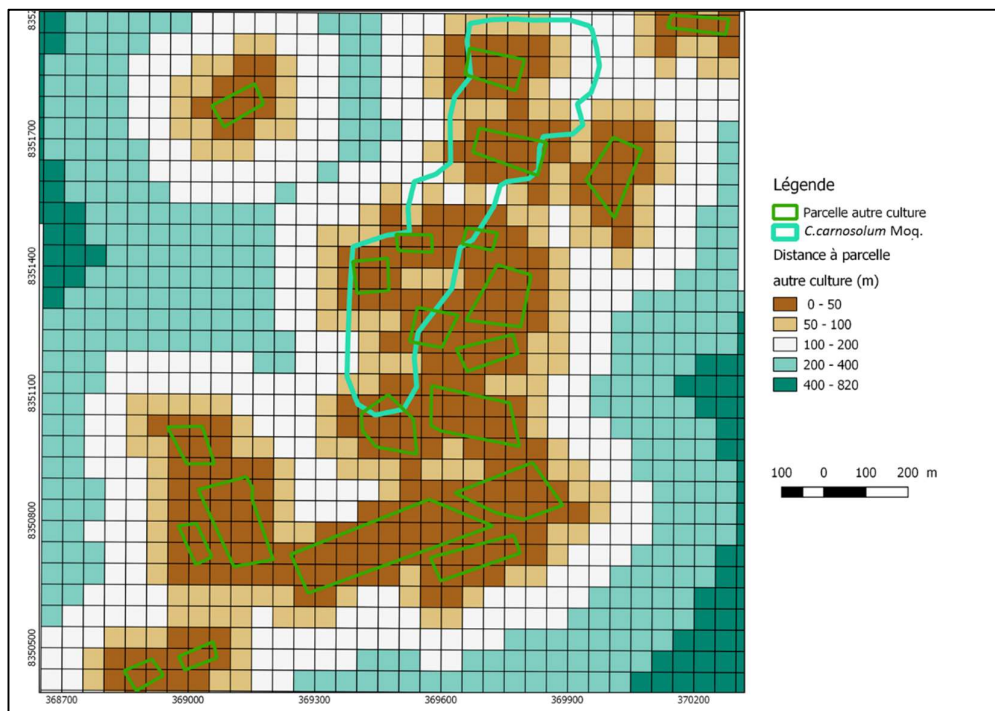 8352
8351700
8351400
8351100
8350800
8350500
368700 369000 369300 369600 369900 370200
Légende
Parcelle autre culture
C.carnosolum Moq.
Distance à parcelle
autre culture (m)
0 - 50
50 - 100
100 - 200
200 - 400
400 - 820
100 0 100 200 m